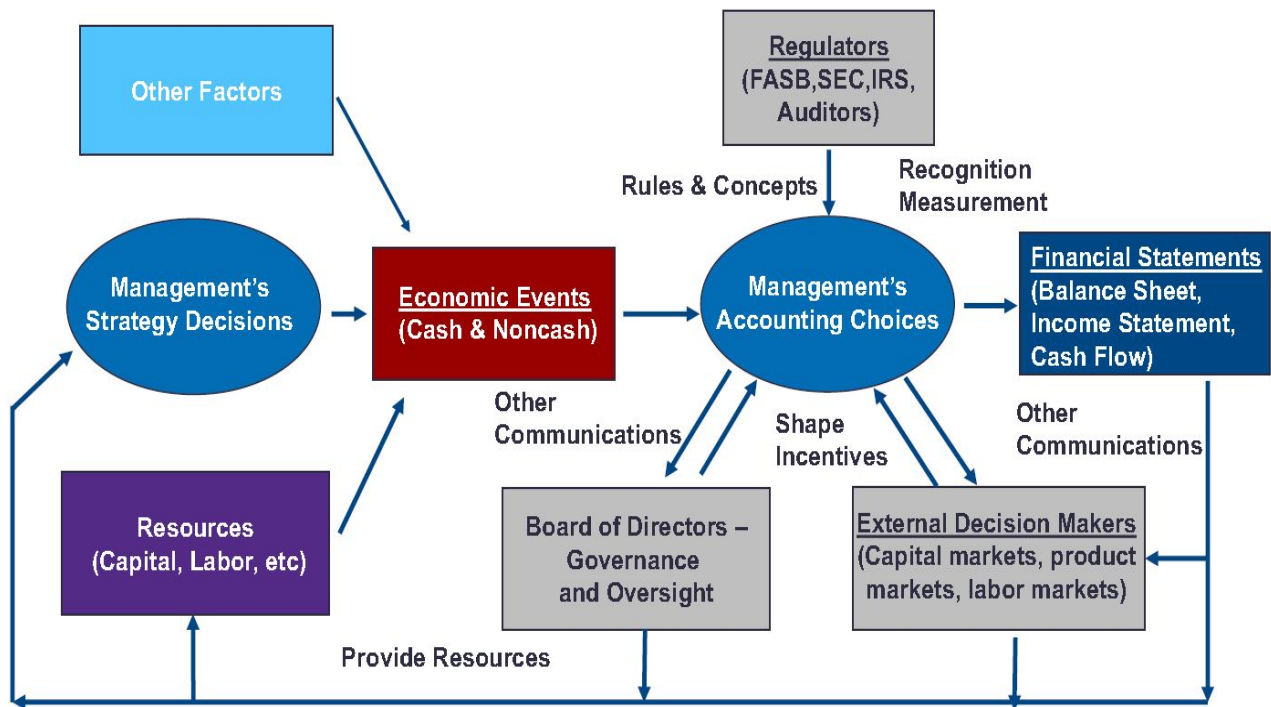 Other Factors
Regulators
(FASB,SEC,IRS,
Auditors)
Rules & Concepts
Recognition
Measurement
Management's
Strategy Decisions
Economic Events
(Cash & Noncash)
Management's
Accounting Choices
Financial Statements
(Balance Sheet,
Income Statement,
Cash Flow)
Other
Communications
Shape
Incentives
Other
Communications
Resources
(Capital, Labor, etc)
Board of Directors –
Governance
and Oversight
External Decision Makers
(Capital markets, product
markets, labor markets)
Provide Resources